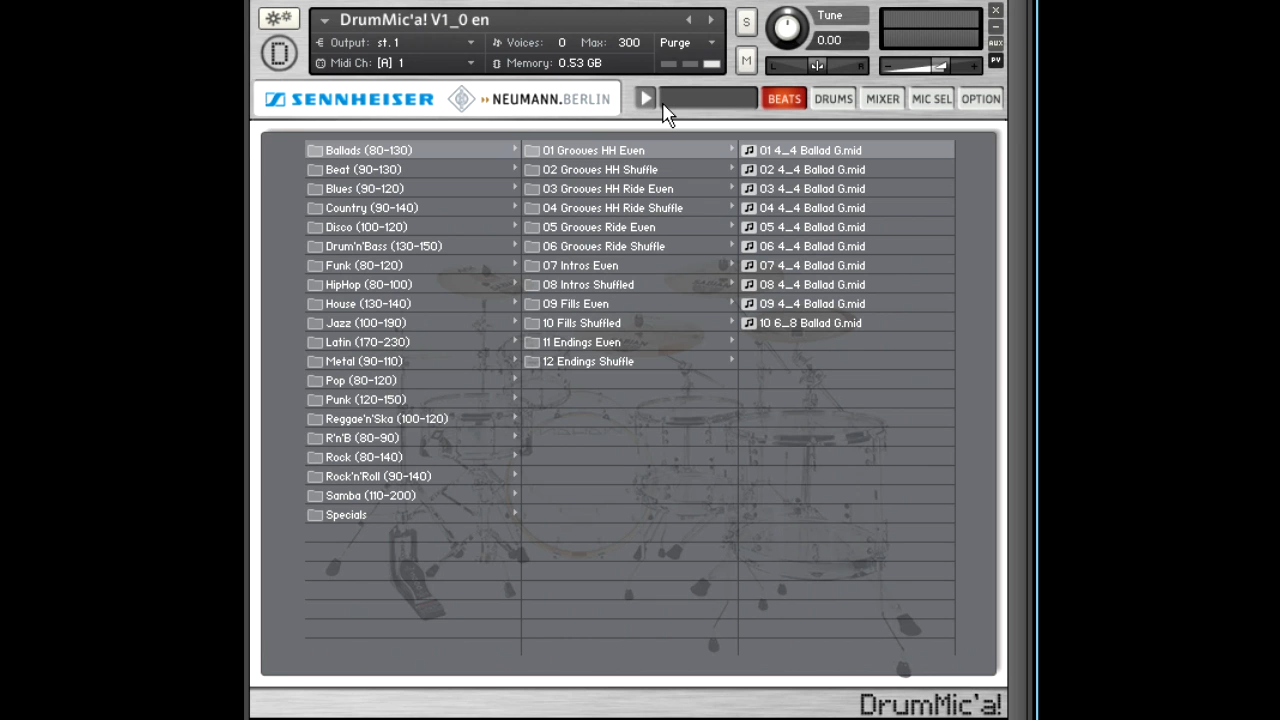 DrumMic'a! V1_0 en
S
Tune
Output: st. 1
Voices: 0 Max: 300
Purge
0.00
Midi Ch: [A] 1
Memory: 0.53 GB
M
L
R
-
+
AUX
PV
SENNHEISER
NEUMANN.BERLIN
BEATS
DRUMS
MIXER
MIC SEL
OPTION
Ballads (80-130)
Beat (90-130)
Blues (90-120)
Country (90-140)
Disco (100-120)
Drum'n'Bass (130-150)
Funk (80-120)
HipHop (80-100)
House (130-140)
Jazz (100-190)
Latin (170-230)
Metal (90-110)
Pop (80-120)
Punk (120-150)
Reggae'n'Ska (100-120)
R'n'B (80-90)
Rock (80-140)
Rock'n'Roll (90-140)
Samba (110-200)
Specials
01 Grooves HH Even
02 Grooves HH Shuffle
03 Grooves HH Ride Even
04 Grooves HH Ride Shuffle
05 Grooves Ride Even
06 Grooves Ride Shuffle
07 Intros Even
08 Intros Shuffled
09 Fills Even
10 Fills Shuffled
11 Endings Even
12 Endings Shuffle
01 4_4 Ballad G.mid
02 4_4 Ballad G.mid
03 4_4 Ballad G.mid
04 4_4 Ballad G.mid
05 4_4 Ballad G.mid
06 4_4 Ballad G.mid
07 4_4 Ballad G.mid
08 4_4 Ballad G.mid
09 4_4 Ballad G.mid
10 6_8 Ballad G.mid
DrumMic'a!